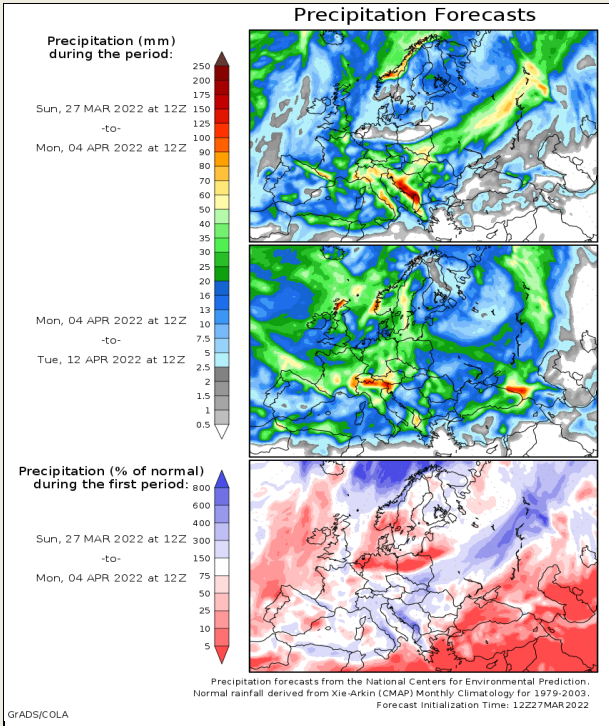 Precipitation Forecasts
Precipitation (mm)
during the period:
Sun, 27 MAR 2022 at 12Z
-to-
Mon, 04 APR 2022 at 12Z
250
200
175
150
125
100
90
80
70
60
50
40
35
30
25
20
16
13
10
7.5
5
2.5
2
1.5
1
0.5
Mon, 04 APR 2022 at 12Z
-to-
Tue, 12 APR 2022 at 12Z
Precipitation (% of normal)
during the first period:
Sun, 27 MAR 2022 at 12Z
-to-
Mon, 04 APR 2022 at 12Z
800
600
400
300
150
75
50
25
10
5
Precipitation forecasts from the National Centers for Environmental Prediction.
Normal rainfall derived from Xie-Arkin (CMAP) Monthly Climatology for 1979-2003.
Forecast Initialization Time: 12Z27MAR2022
GrADS/COLA